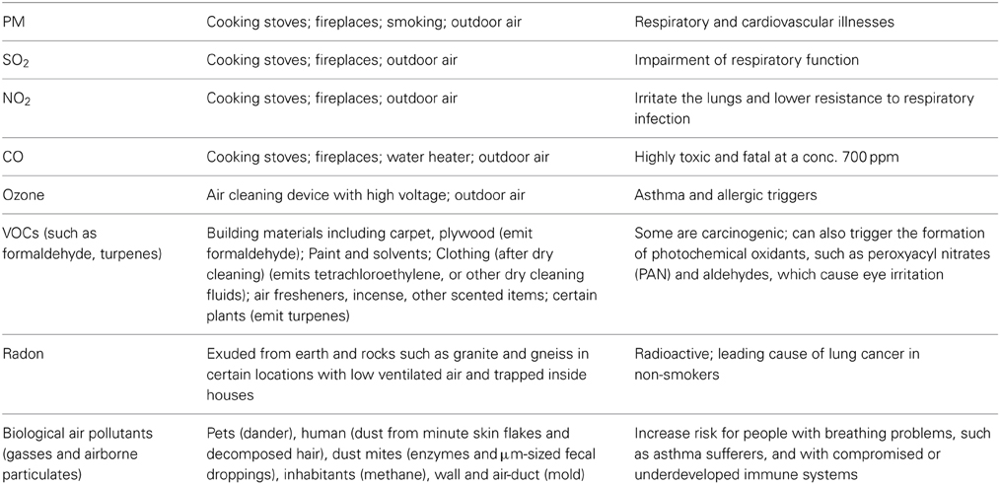 PM Cooking stoves; fireplaces; smoking; outdoor air Respiratory and cardiovascular illnesses
SO₂ Cooking stoves; fireplaces; outdoor air Impairment of respiratory function
NO₂ Cooking stoves; fireplaces; outdoor air Irritate the lungs and lower resistance to respiratory
infection
CO Cooking stoves; fireplaces; water heater; outdoor air Highly toxic and fatal at a conc. 700 ppm
Ozone Air cleaning device with high voltage; outdoor air Asthma and allergic triggers
VOCs (such as Building materials including carpet, plywood (emit Some are carcinogenic; can also trigger the formation
formaldehyde, turpenes) formaldehyde); Paint and solvents; Clothing (after dry of photochemical oxidants, such as peroxyacyl nitrates
cleaning) (emits tetrachloroethylene, or other dry cleaning (PAN) and aldehydes, which cause eye irritation
fluids); air fresheners, incense, other scented items; certain
plants (emit turpenes)
Radon Exuded from earth and rocks such as granite and gneiss in Radioactive; leading cause of lung cancer in
certain locations with low ventilated air and trapped inside non-smokers
houses
Biological air pollutants Pets (dander), human (dust from minute skin flakes and Increase risk for people with breathing problems, such
(gasses and airborne decomposed hair), dust mites (enzymes and μm-sized fecal as asthma sufferers, and with compromised or
particulates) droppings), inhabitants (methane), wall and air-duct (mold) underdeveloped immune systems